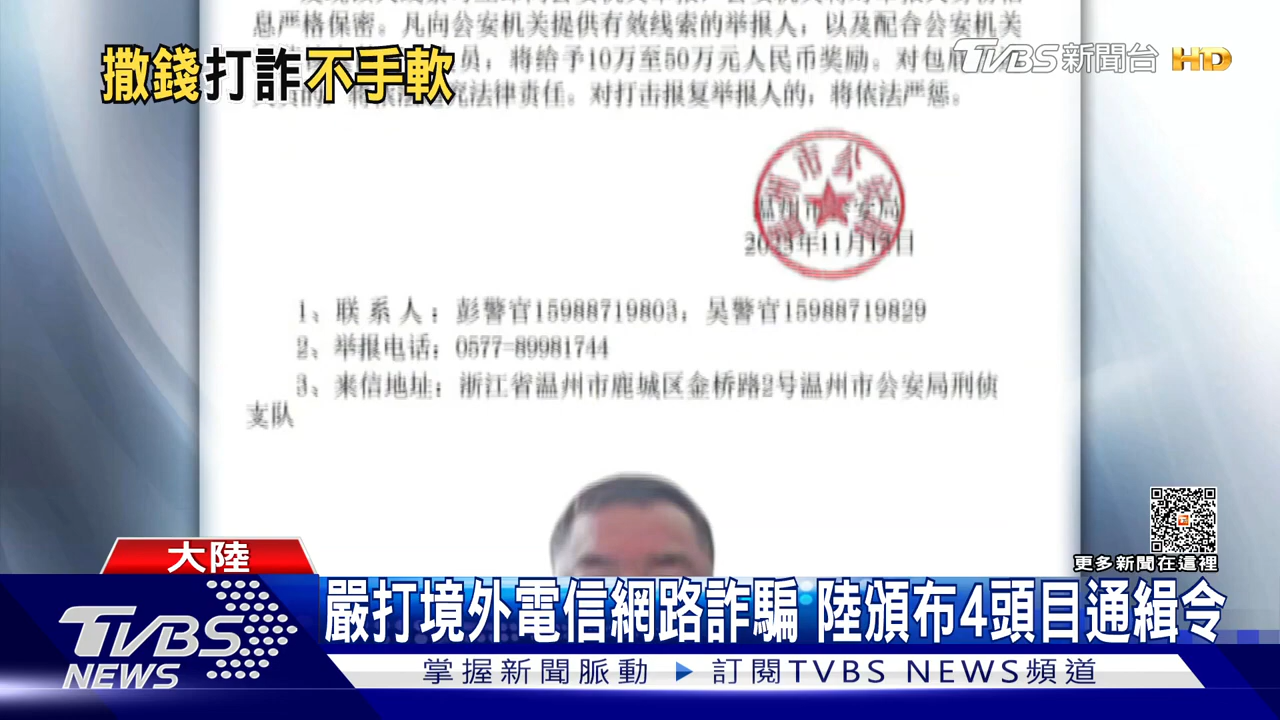 息严格保密。凡向公安机关提供有效线索的举报人，以及配合公安机关
撒錢打詐不手軟
员，将给予10万至50万元人民币奖励。对包
TVBS新聞台 HD
法律责任。对打击报复举报人的，将依法严惩。
温州市公安局
2023年11月12日
1、联系人：彭警官15988719803，吴警官15988719829
2、举报电话：0577-89981744
3、来信地址：浙江省温州市鹿城区金桥路2号温州市公安局刑侦
支队
更多新聞在這裡
大陸
嚴打境外電信網路詐騙 陸頒布4頭目通緝令
TVBS NEWS
掌握新聞脈動 ▶ 訂閱TVBS NEWS頻道